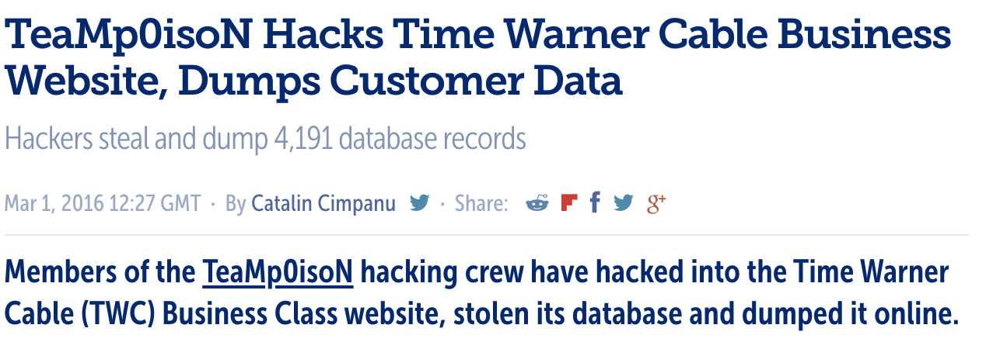 TeaMp0isoN Hacks Time Warner Cable Business
Website, Dumps Customer Data
Hackers steal and dump 4,191 database records
Mar 1, 2016 12:27 GMT · By Catalin Cimpanu · Share: g+
Members of the TeaMp0isoN hacking crew have hacked into the Time Warner
Cable (TWC) Business Class website, stolen its database and dumped it online.